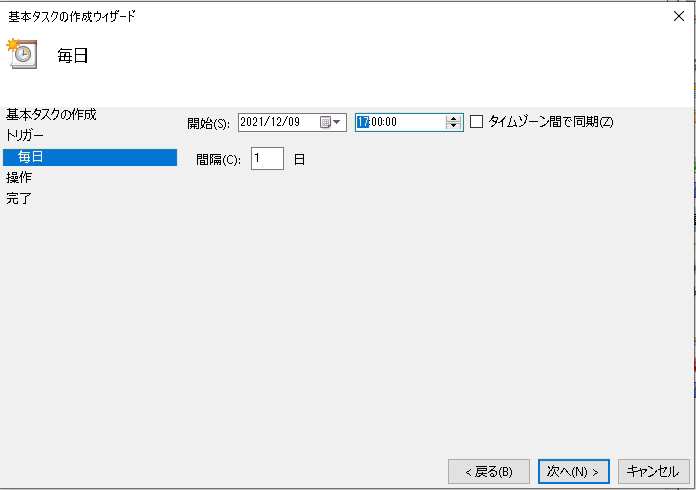 基本タスクの作成ウィザード
毎日
基本タスクの作成
トリガー
毎日
操作
完了
開始(S): 2021/12/09 17:00:00 タイムゾーン間で同期(Z)
間隔(C): 1 日
< 戻る(B) 次へ(N) > キャンセル